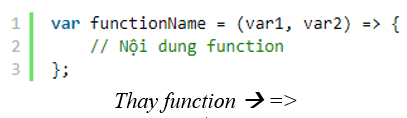 1 var functionName = (var1, var2) => {
2 // Nội dung function
3 };
Thay function → =>